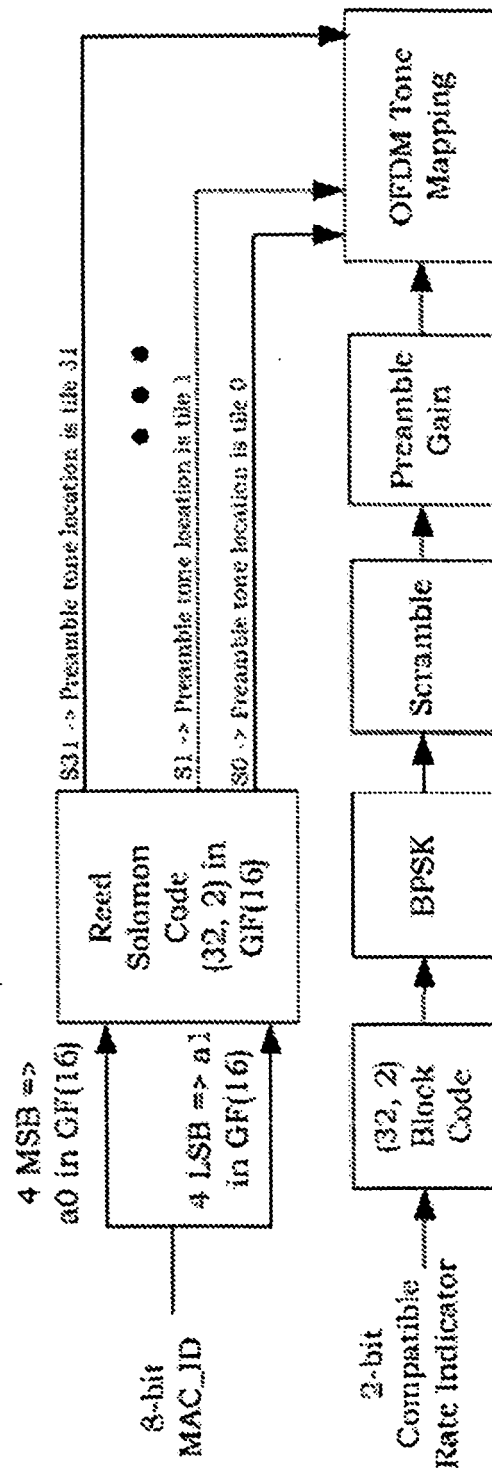 8-bit
MAC_ID
4 MSB =>
a0 in GF(16)
4 LSB => a1
in GF(16)
Reed
Solomon
Code
(32, 2) in
GF(16)
S31 -> Preamble tone location is tile 31
S1 -> Preamble tone location is tile 1
S0 -> Preamble tone location is tile 0
2-bit
Compatible
Rate Indicator
(32, 2)
Block
Code
BPSK
Scramble
Preamble
Gain
OFDM Tone
Mapping